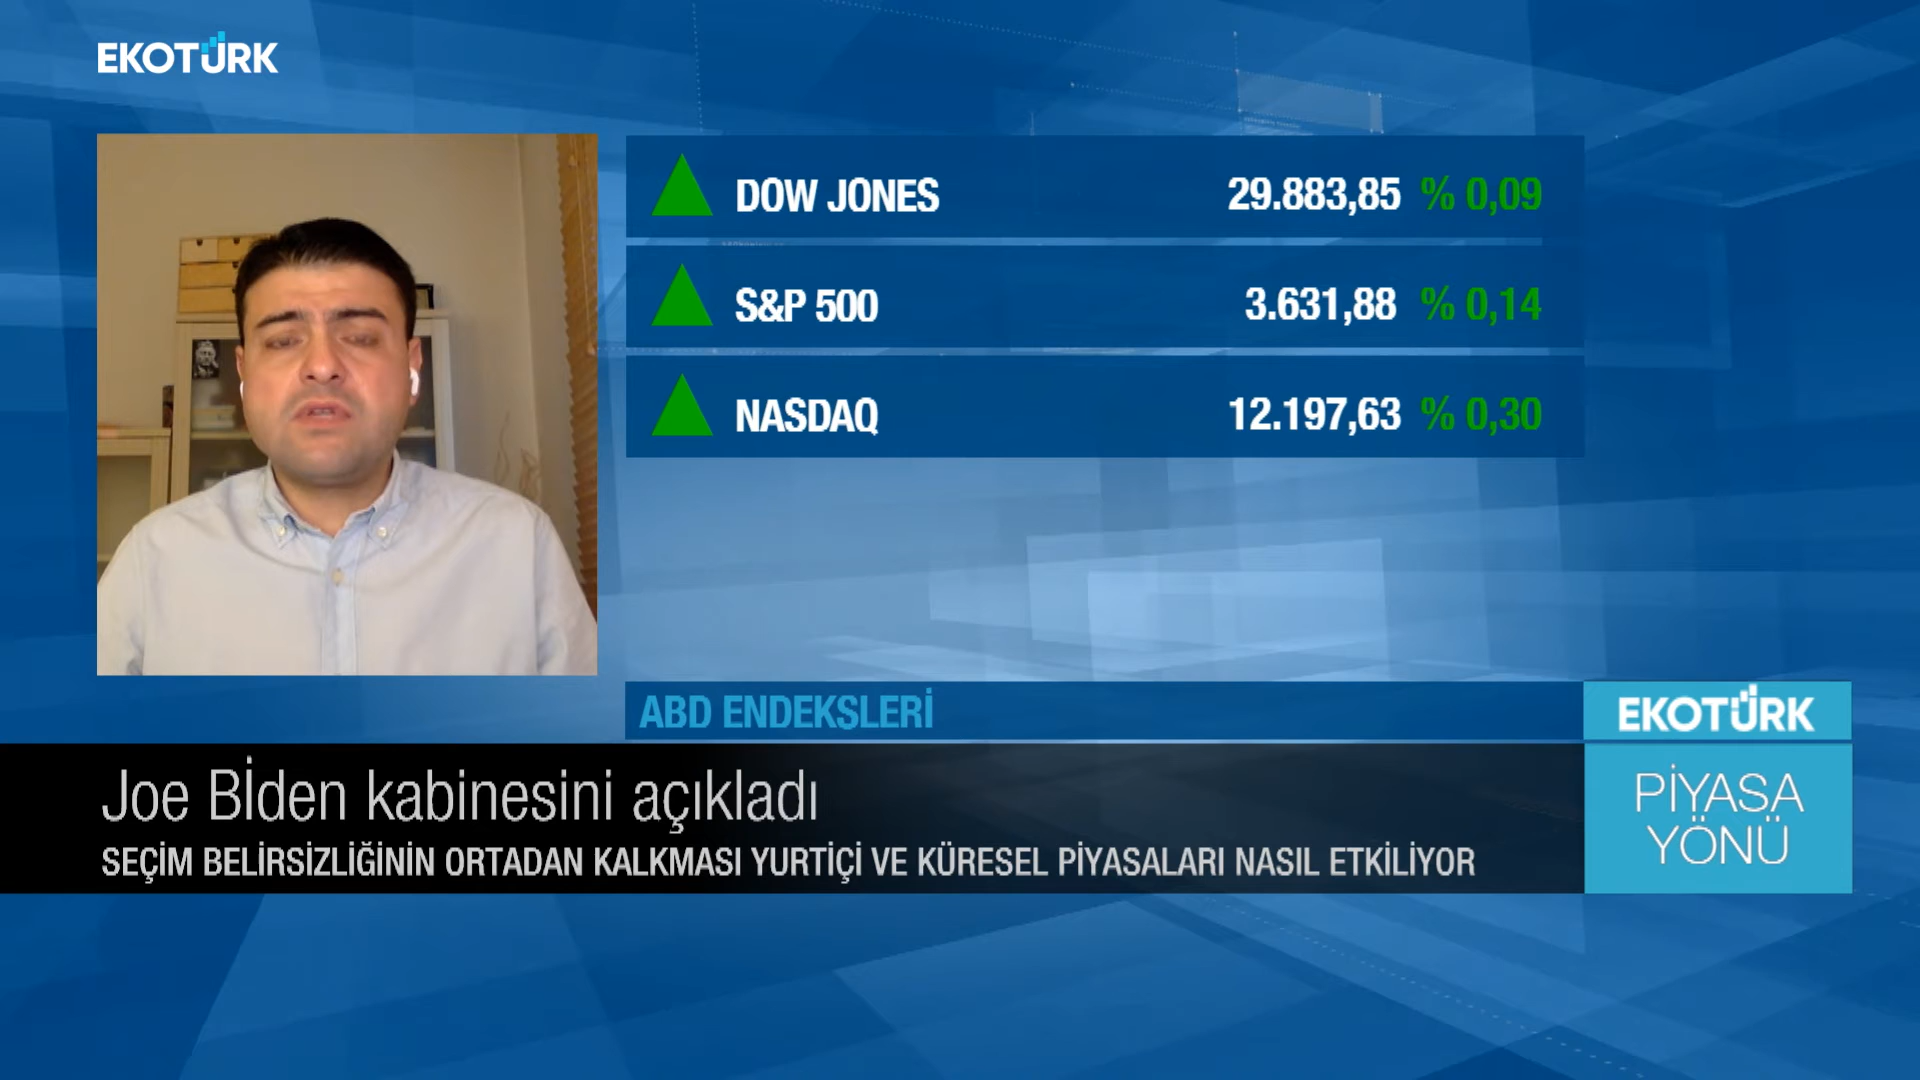 EKOTÜRK
DOW JONES 29.883,85 % 0,09
S&P 500 3.631,88 % 0,14
NASDAQ 12.197,63 % 0,30
ABD ENDEKSLERİ
EKOTÜRK
Joe Bİden kabinesini açıkladı
SEÇİM BELİRSİZLİĞİNİN ORTADAN KALKMASI YURTİÇİ VE KÜRESEL PİYASALARI NASIL ETKİLİYOR
PİYASA
YÖNÜ